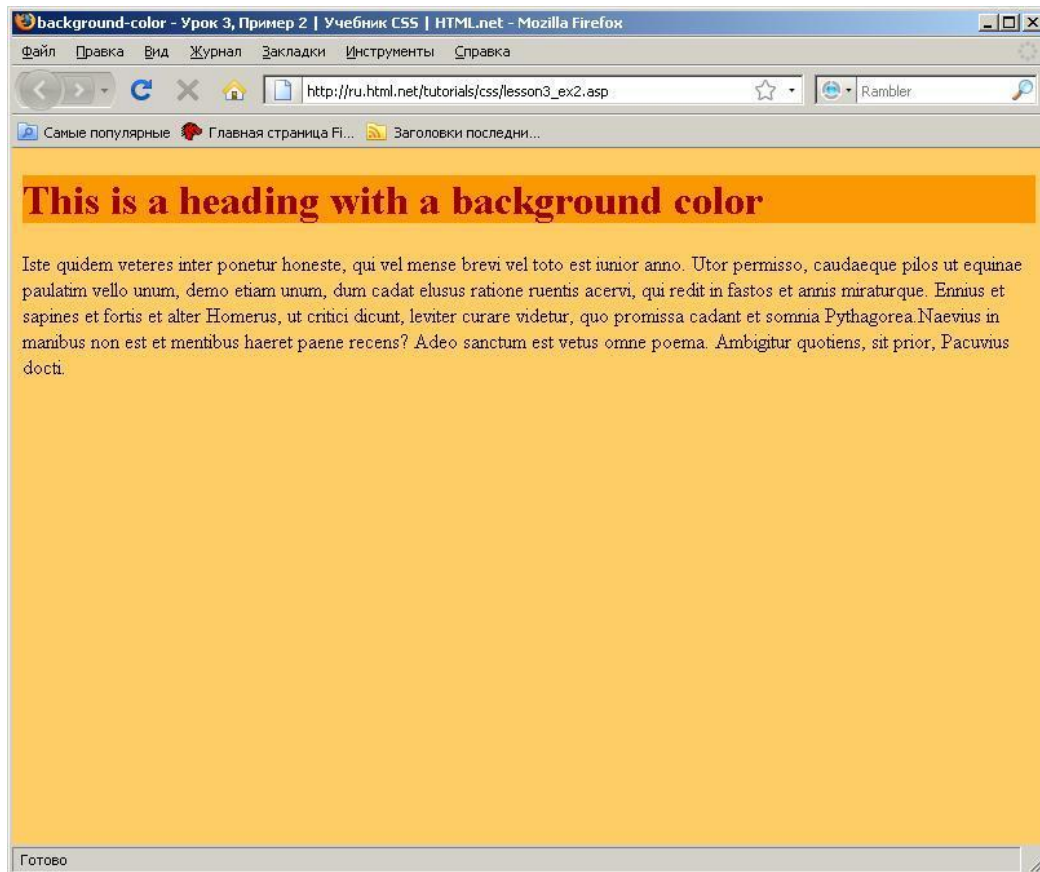 background-color - Урок 3, Пример 2 | Учебник CSS | HTML.net - Mozilla Firefox
Файл Правка Вид Журнал Закладки Инструменты Справка
http://ru.html.net/tutorials/css/lesson3_ex2.asp Rambler
Самые популярные Главная страница Fi... Заголовки последни...
This is a heading with a background color
Iste quidem veteres inter ponetur honeste, qui vel mense brevi vel toto est iunior anno. Utor permisso, caudaeque pilos ut equinae
paulatim vello unum, demo etiam unum, dum cadat elusus ratione ruentis acervi, qui redit in fastos et annis miraturque. Ennius et
sapines et fortis et alter Homerus, ut critici dicunt, leviter curare videtur, quo promissa cadant et somnia Pythagorea.Naevius in
manibus non est et mentibus haeret paene recens? Adeo sanctum est vetus omne poema. Ambigitur quotiens, sit prior, Pacuvius
docti.
Готово